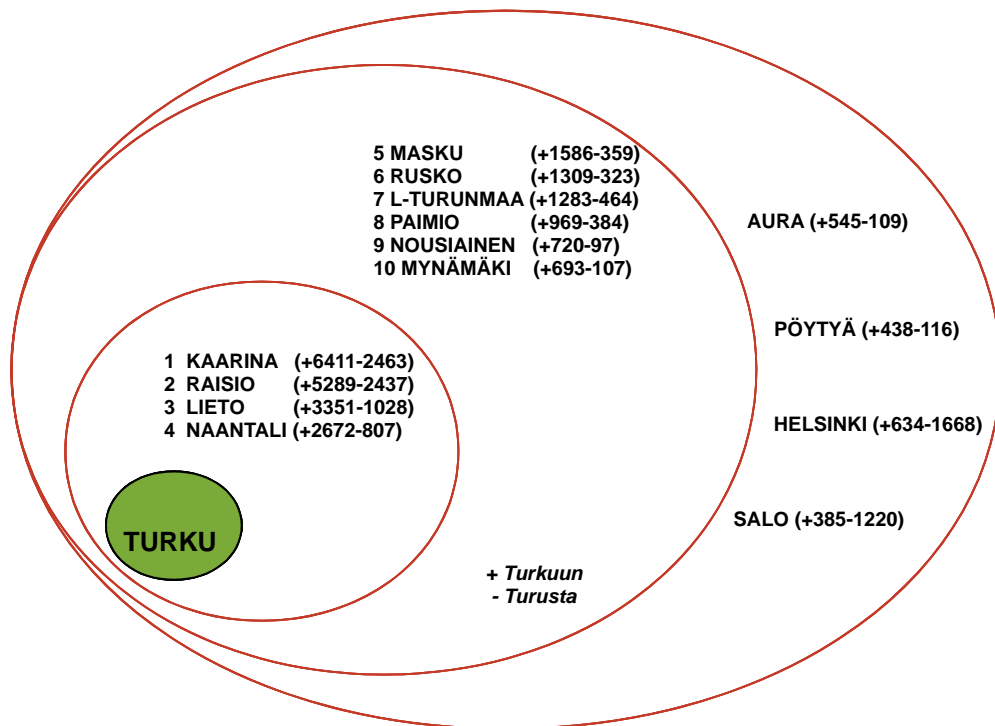 5 MASKU (+1586-359)
6 RUSKO (+1309-323)
7 L-TURUNMAA (+1283-464)
8 PAIMIO (+969-384)
9 NOUSIAINEN (+720-97)
10 MYNÄMÄKI (+693-107)
AURA (+545-109)
PÖYTYÄ (+438-116)
1 KAARINA (+6411-2463)
2 RAISIO (+5289-2437)
3 LIETO (+3351-1028)
4 NAANTALI (+2672-807)
HELSINKI (+634-1668)
SALO (+385-1220)
TURKU
+ Turkuun
- Turusta